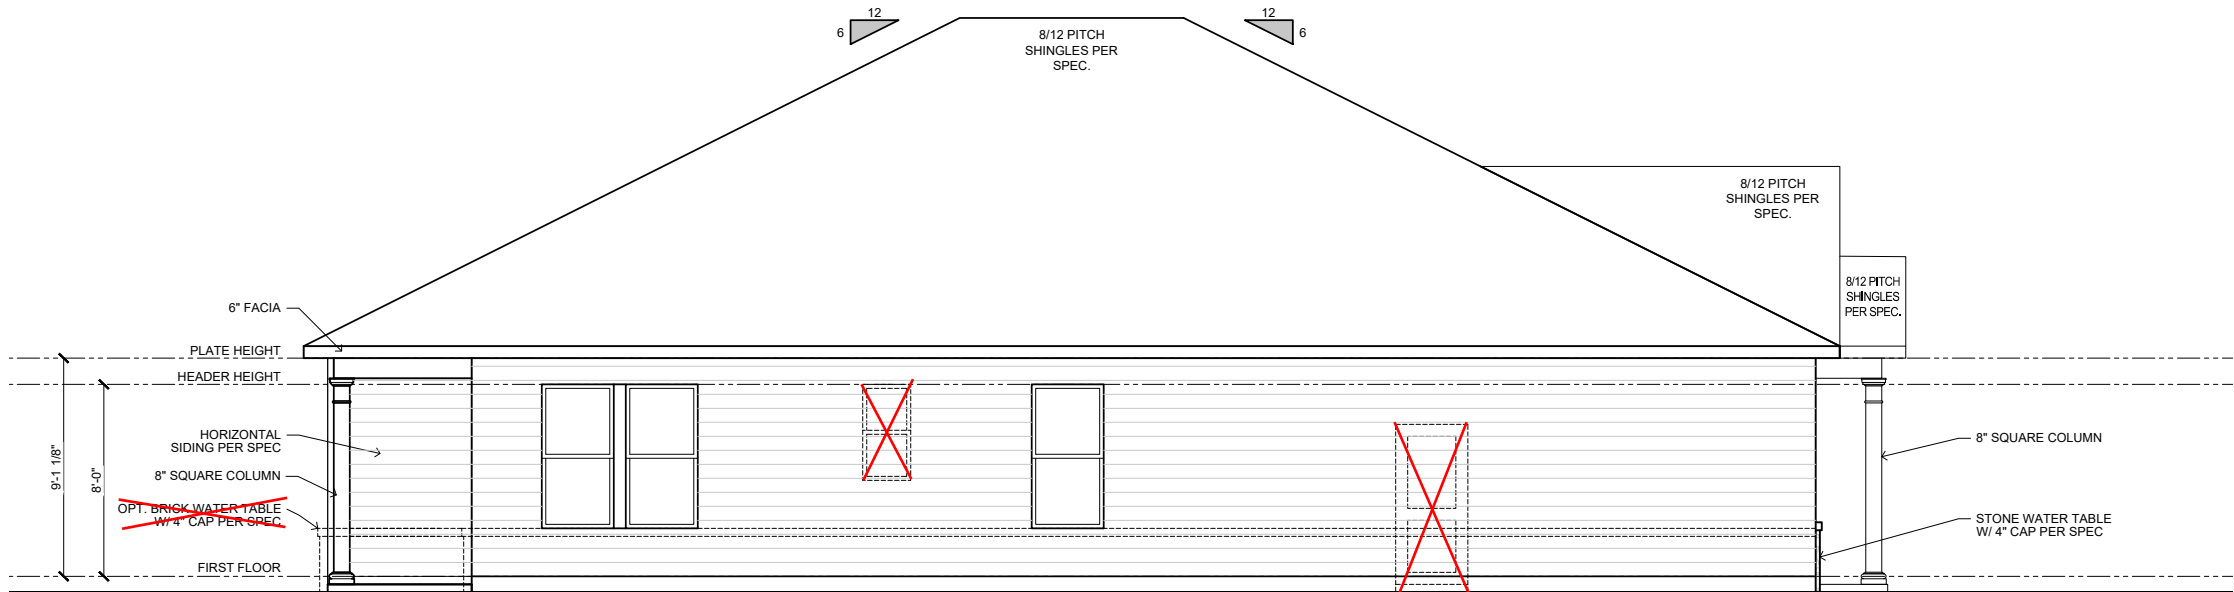 12
6
12
6
8/12 PITCH
SHINGLES PER
SPEC.
8/12 PITCH
SHINGLES PER
SPEC.
8/12 PITCH
SHINGLES
PER SPEC.
6" FACIA
PLATE HEIGHT
HEADER HEIGHT
HORIZONTAL
SIDING PER SPEC
8" SQUARE COLUMN
OPT. BRICK WATER TABLE
W/ 4" CAP PER SPEC
FIRST FLOOR
9'-1 1/8"
8'-0"
8" SQUARE COLUMN
STONE WATER TABLE
W/ 4" CAP PER SPEC